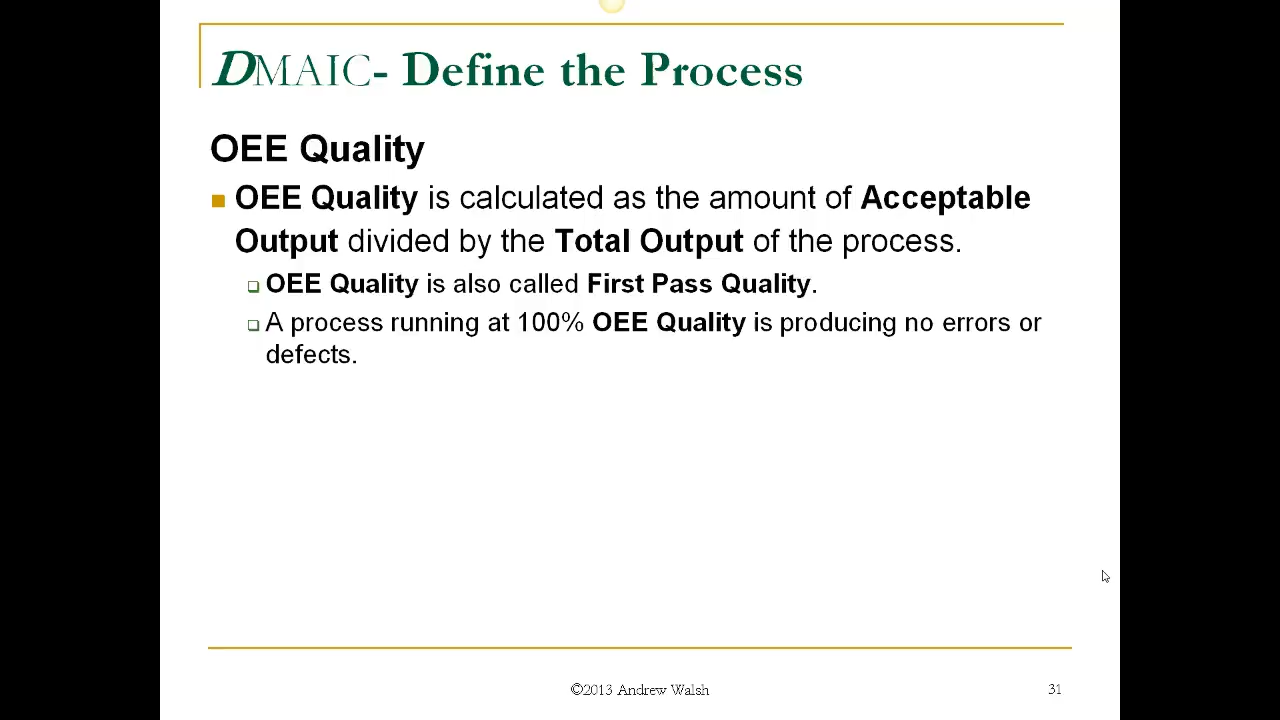 DMAIC- Define the Process
OEE Quality
OEE Quality is calculated as the amount of Acceptable
Output divided by the Total Output of the process.
OEE Quality is also called First Pass Quality.
A process running at 100% OEE Quality is producing no errors or
defects.
©2013 Andrew Walsh
31